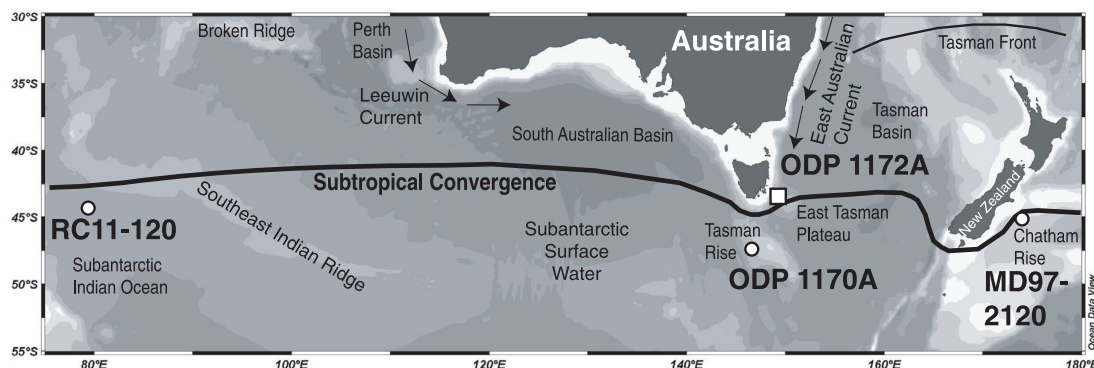 30°S
35°S
40°S
45°S
50°S
55°S
Broken Ridge
Perth
Basin
Leeuwin
Current
Australia
South Australian Basin
East Australian
Current
Tasman Front
Tasman
Basin
ODP 1172A
Subtropical Convergence
RC11-120
Southeast Indian Ridge
Subantarctic
Indian Ocean
Subantarctic
Surface
Water
Tasman
Rise
East Tasman
Plateau
ODP 1170A
New Zealand
Chatham
Rise
MD97-
2120
Ocean Data View
80°E
100°E
120°E
140°E
160°E
180°E